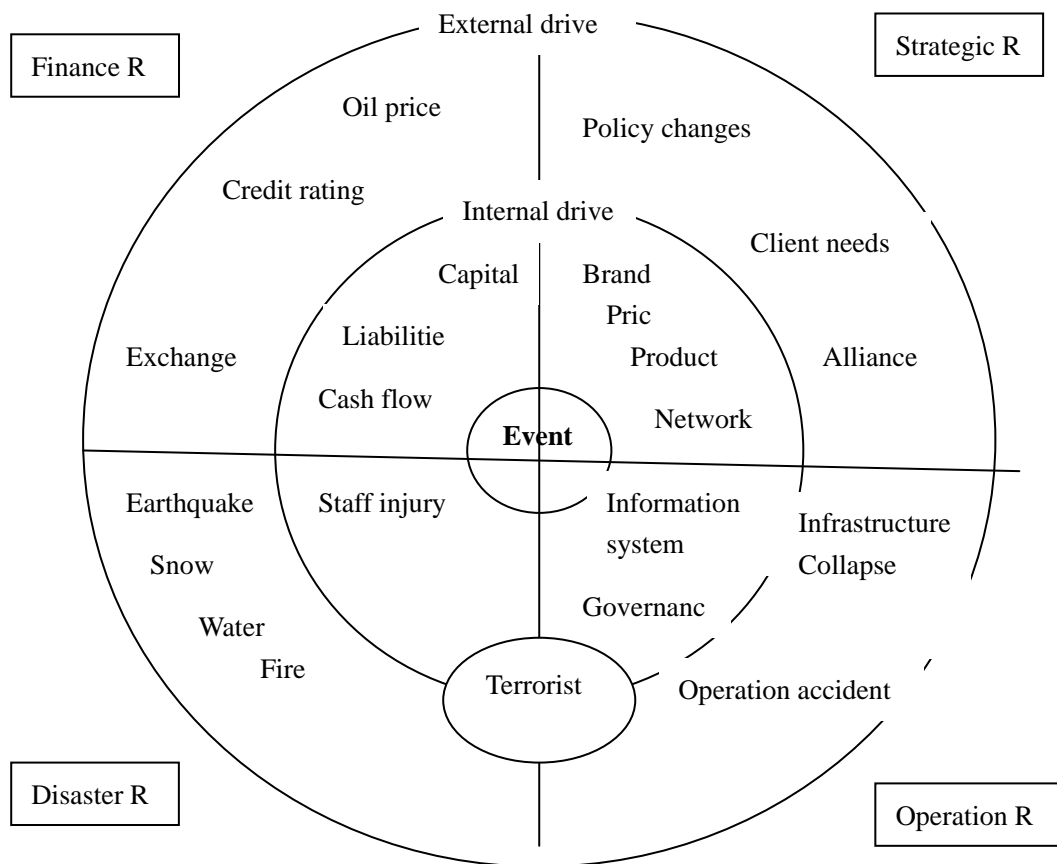 External drive
Finance R
Strategic R
Oil price
Policy changes
Credit rating
Internal drive
Client needs
Capital
Brand
Pric
Liabilitie
Product
Exchange
Alliance
Cash flow
Network
Event
Earthquake
Staff injury
Information
system
Infrastructure
Collapse
Snow
Governanc
Water
Fire
Terrorist
Operation accident
Disaster R
Operation R